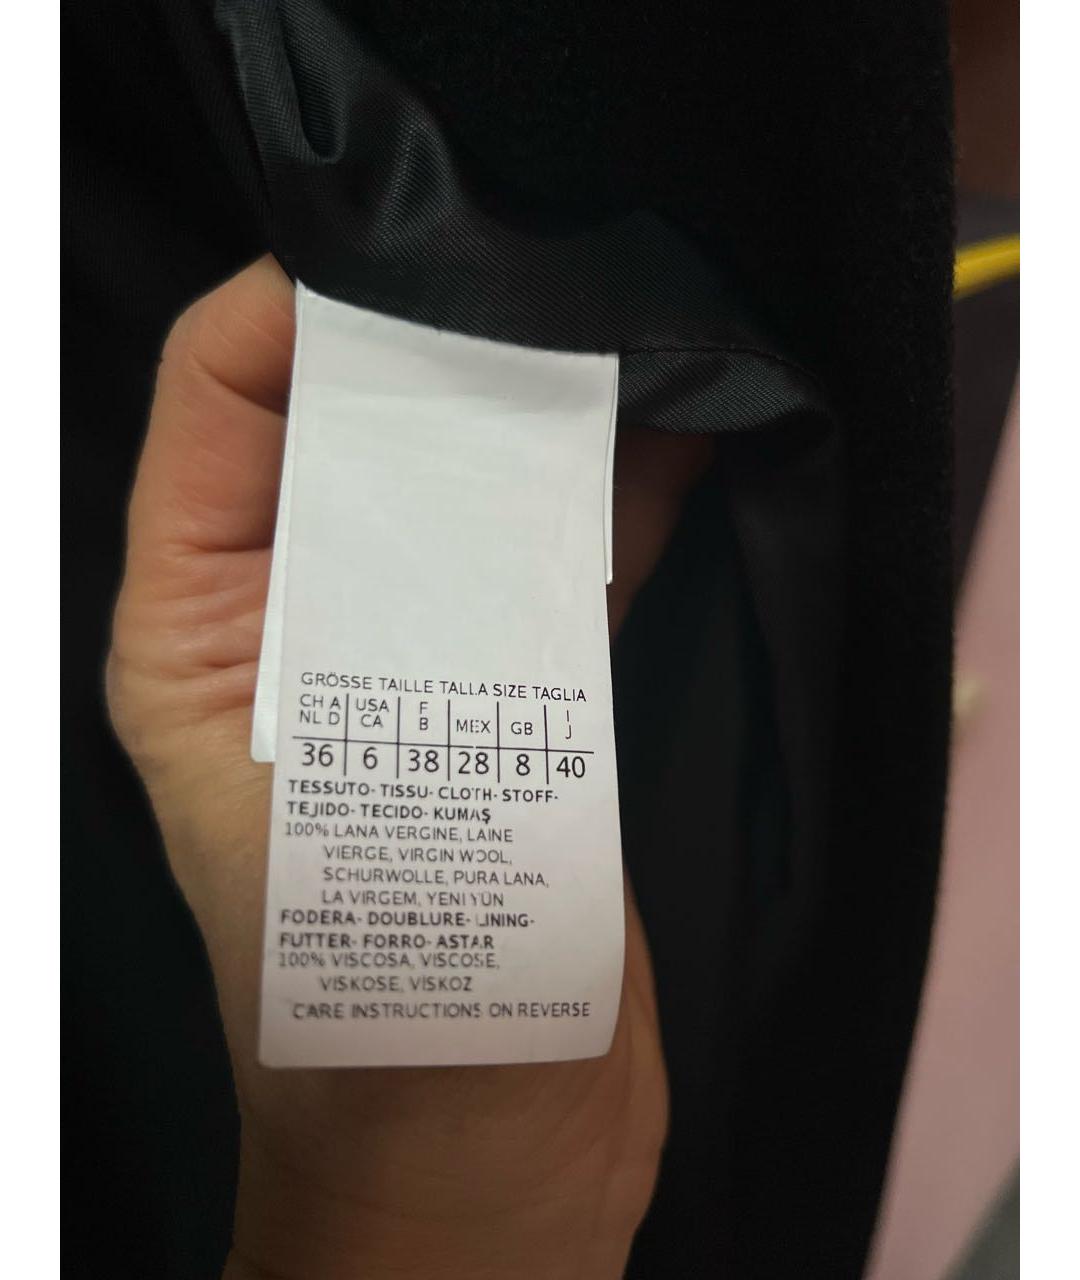 GRÖSSE TAILLE TALLA SIZE TAGLIA
CH A USA F MEX GB I
NL D CA B J
36 6 38 28 8 40
TESSUTO- TISSU- CLOTH- STOFF-
TEJIDO- TECIDO- KUMAŞ
100% LANA VERGINE, LAINE
VIERGE, VIRGIN WOOL,
SCHURWOLLE, PURA LANA,
LA VIRGEM, YENI YÜN
FODERA- DOUBLURE- LINING-
FUTTER- FORRO- ASTAR
100% VISCOSA, VISCOSE,
VISKOSE, VİSKOZ
CARE INSTRUCTIONS ON REVERSE